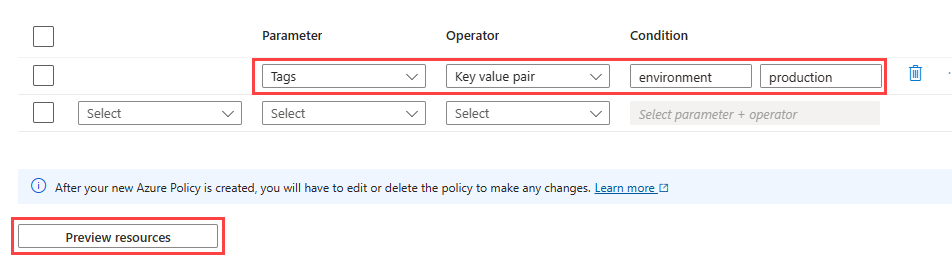 Parameter Operator Condition
Tags Key value pair environment production
Select Select Select Select parameter + operator
After your new Azure Policy is created, you will have to edit or delete the policy to make any changes. Learn more
Preview resources